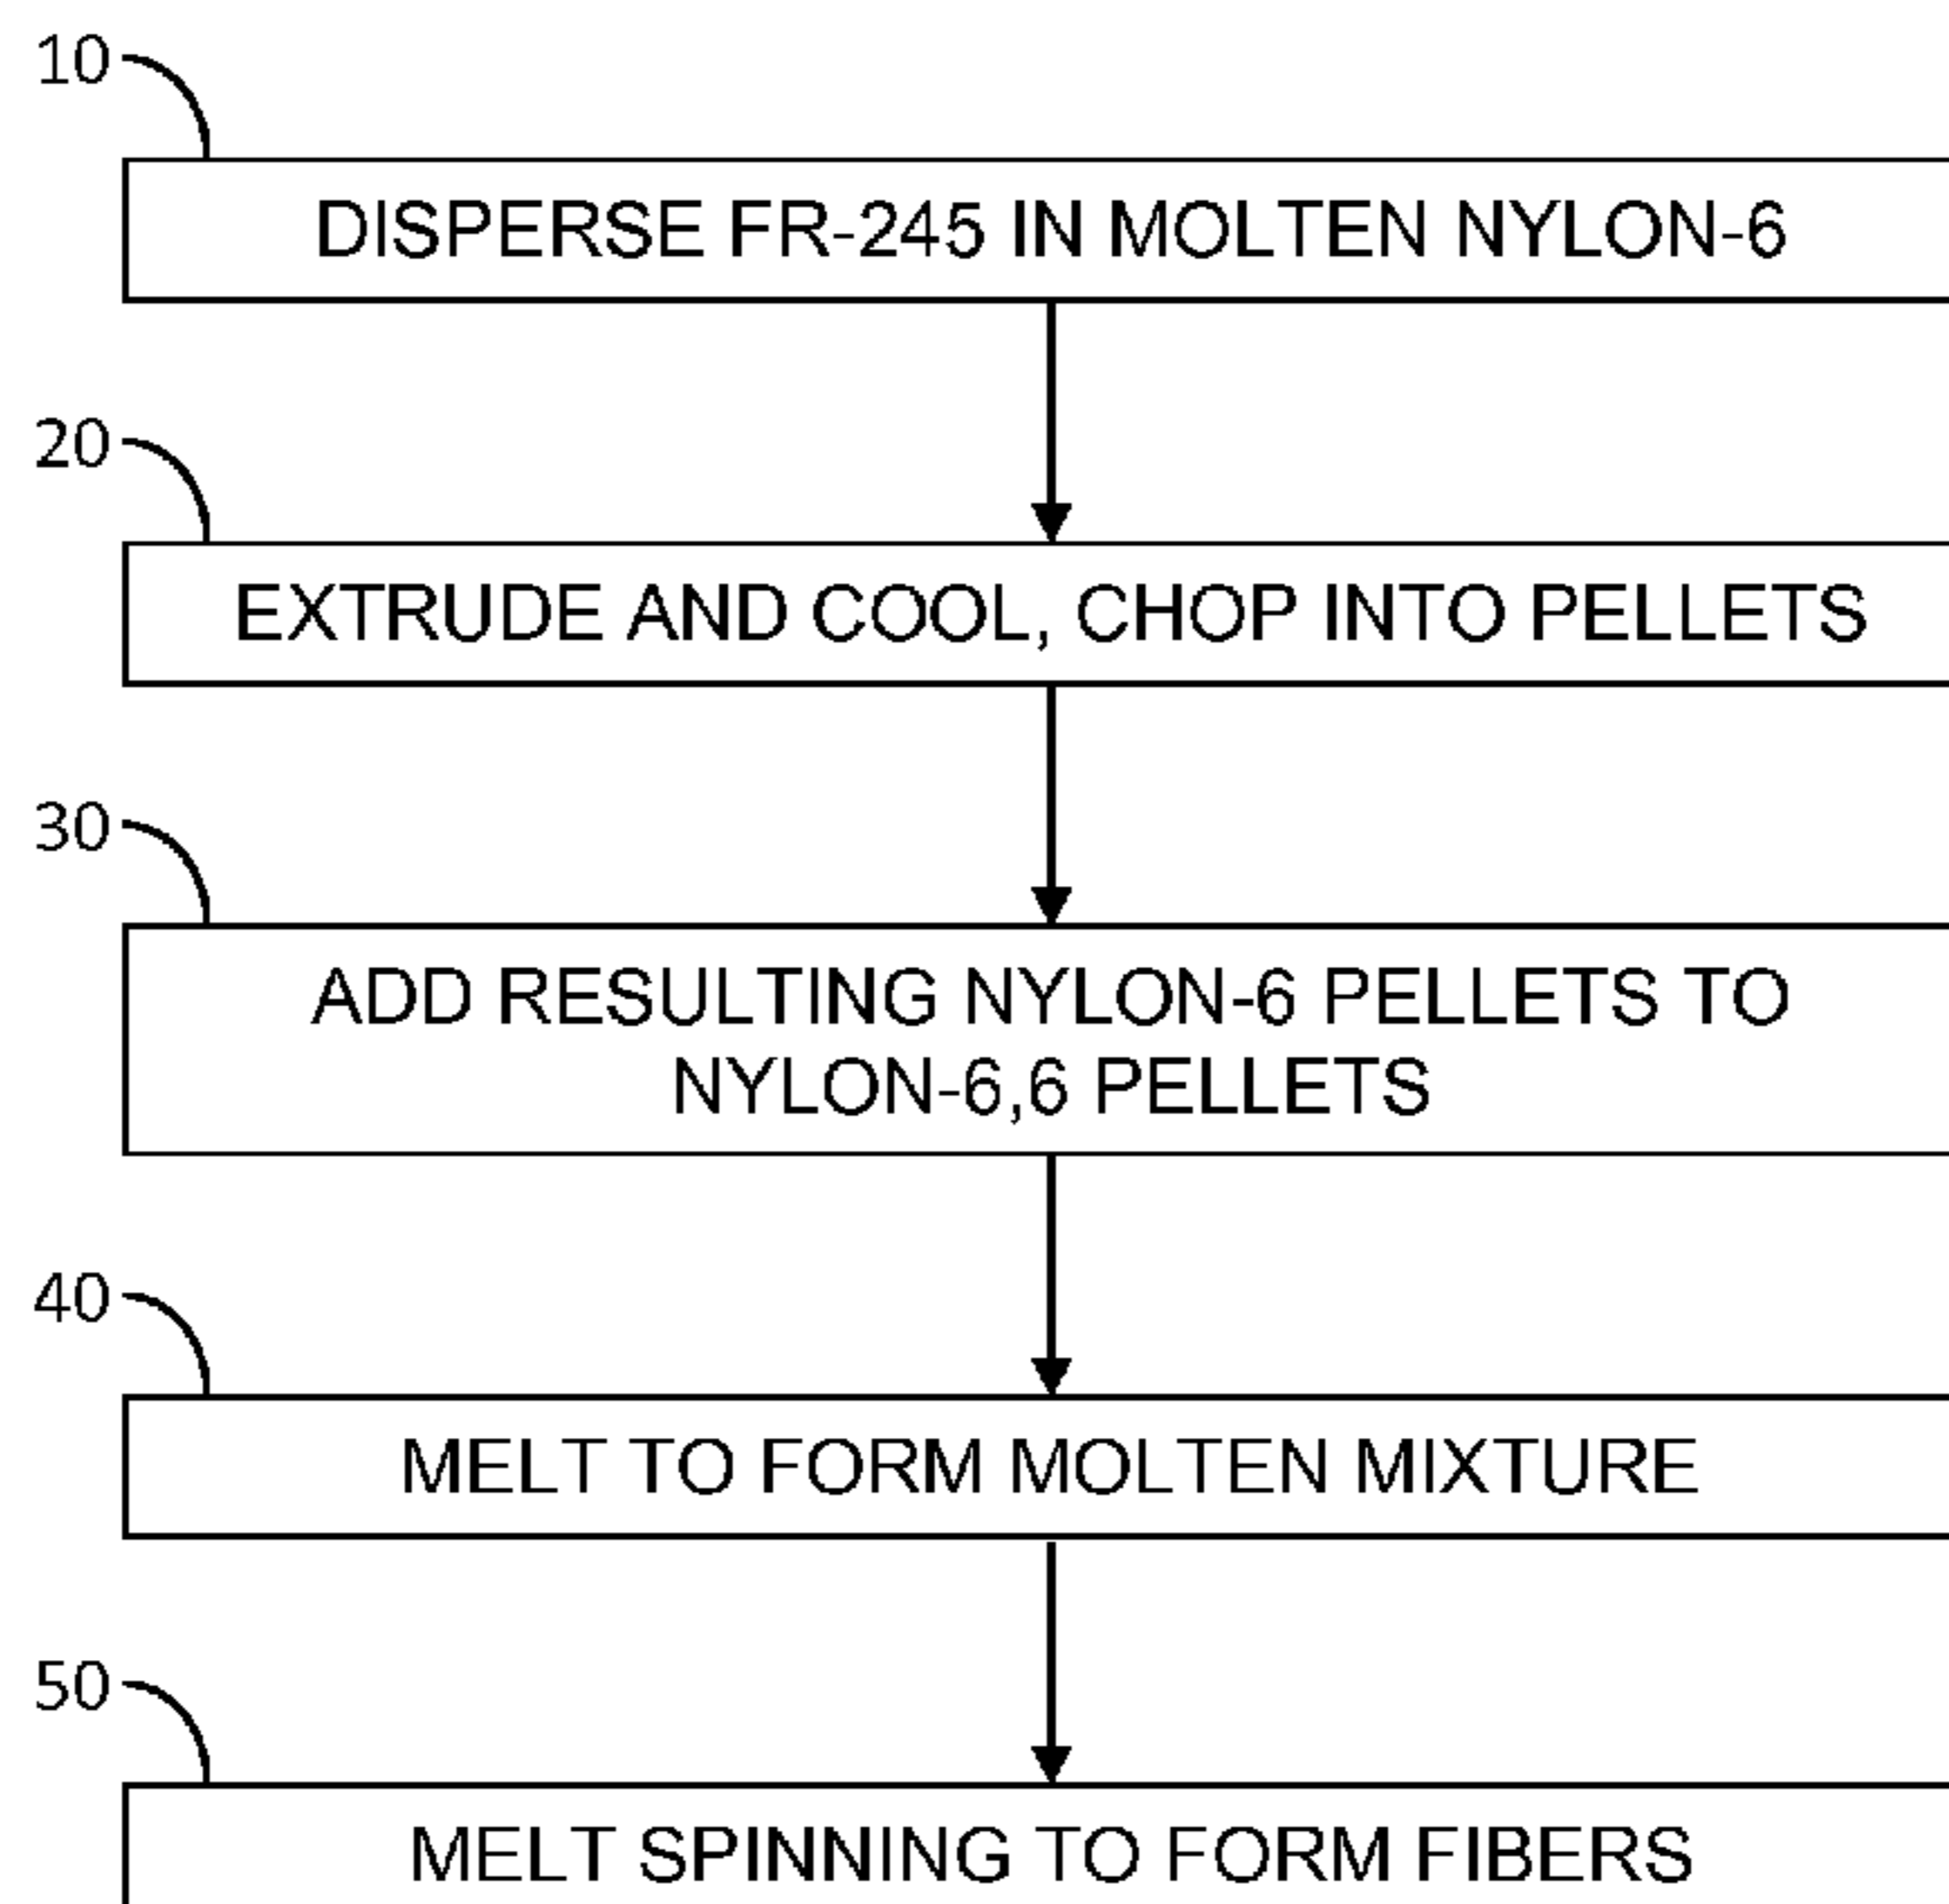 10
DISPERSE FR-245 IN MOLTEN NYLON-6
20
EXTRUDE AND COOL, CHOP INTO PELLETS
30
ADD RESULTING NYLON-6 PELLETS TO
NYLON-6,6 PELLETS
40
MELT TO FORM MOLTEN MIXTURE
50
MELT SPINNING TO FORM FIBERS